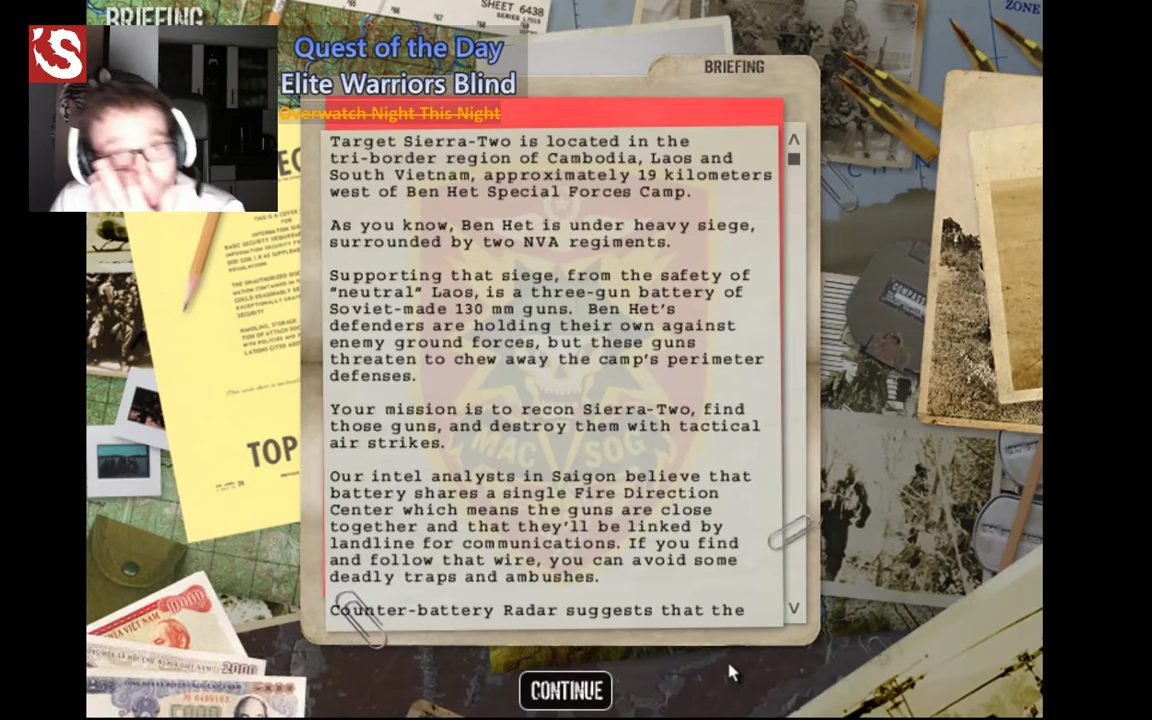 BRIEFING
SHEET 6438
ZONE
Quest of the Day
Elite Warriors Blind
Overwatch Night This Night
BRIEFING
Target Sierra-Two is located in the
tri-border region of Cambodia, Laos and
South Vietnam, approximately 19 kilometers
west of Ben Het Special Forces Camp.
As you know, Ben Het is under heavy siege,
surrounded by two NVA regiments.
Supporting that siege, from the safety of
"neutral" Laos, is a three-gun battery of
Soviet-made 130 mm guns. Ben Het's
defenders are holding their own against
enemy ground forces, but these guns
threaten to chew away the camp's perimeter
defenses.
Your mission is to recon Sierra-Two, find
those guns, and destroy them with tactical
air strikes.
Our intel analysts in Saigon believe that
battery shares a single Fire Direction
Center which means the guns are close
together and that they'll be linked by
landline for communications. If you find
and follow that wire, you can avoid some
deadly traps and ambushes.
Counter-battery Radar suggests that the
MAC SOG
TOP
COMPASS
2000
CONTINUE